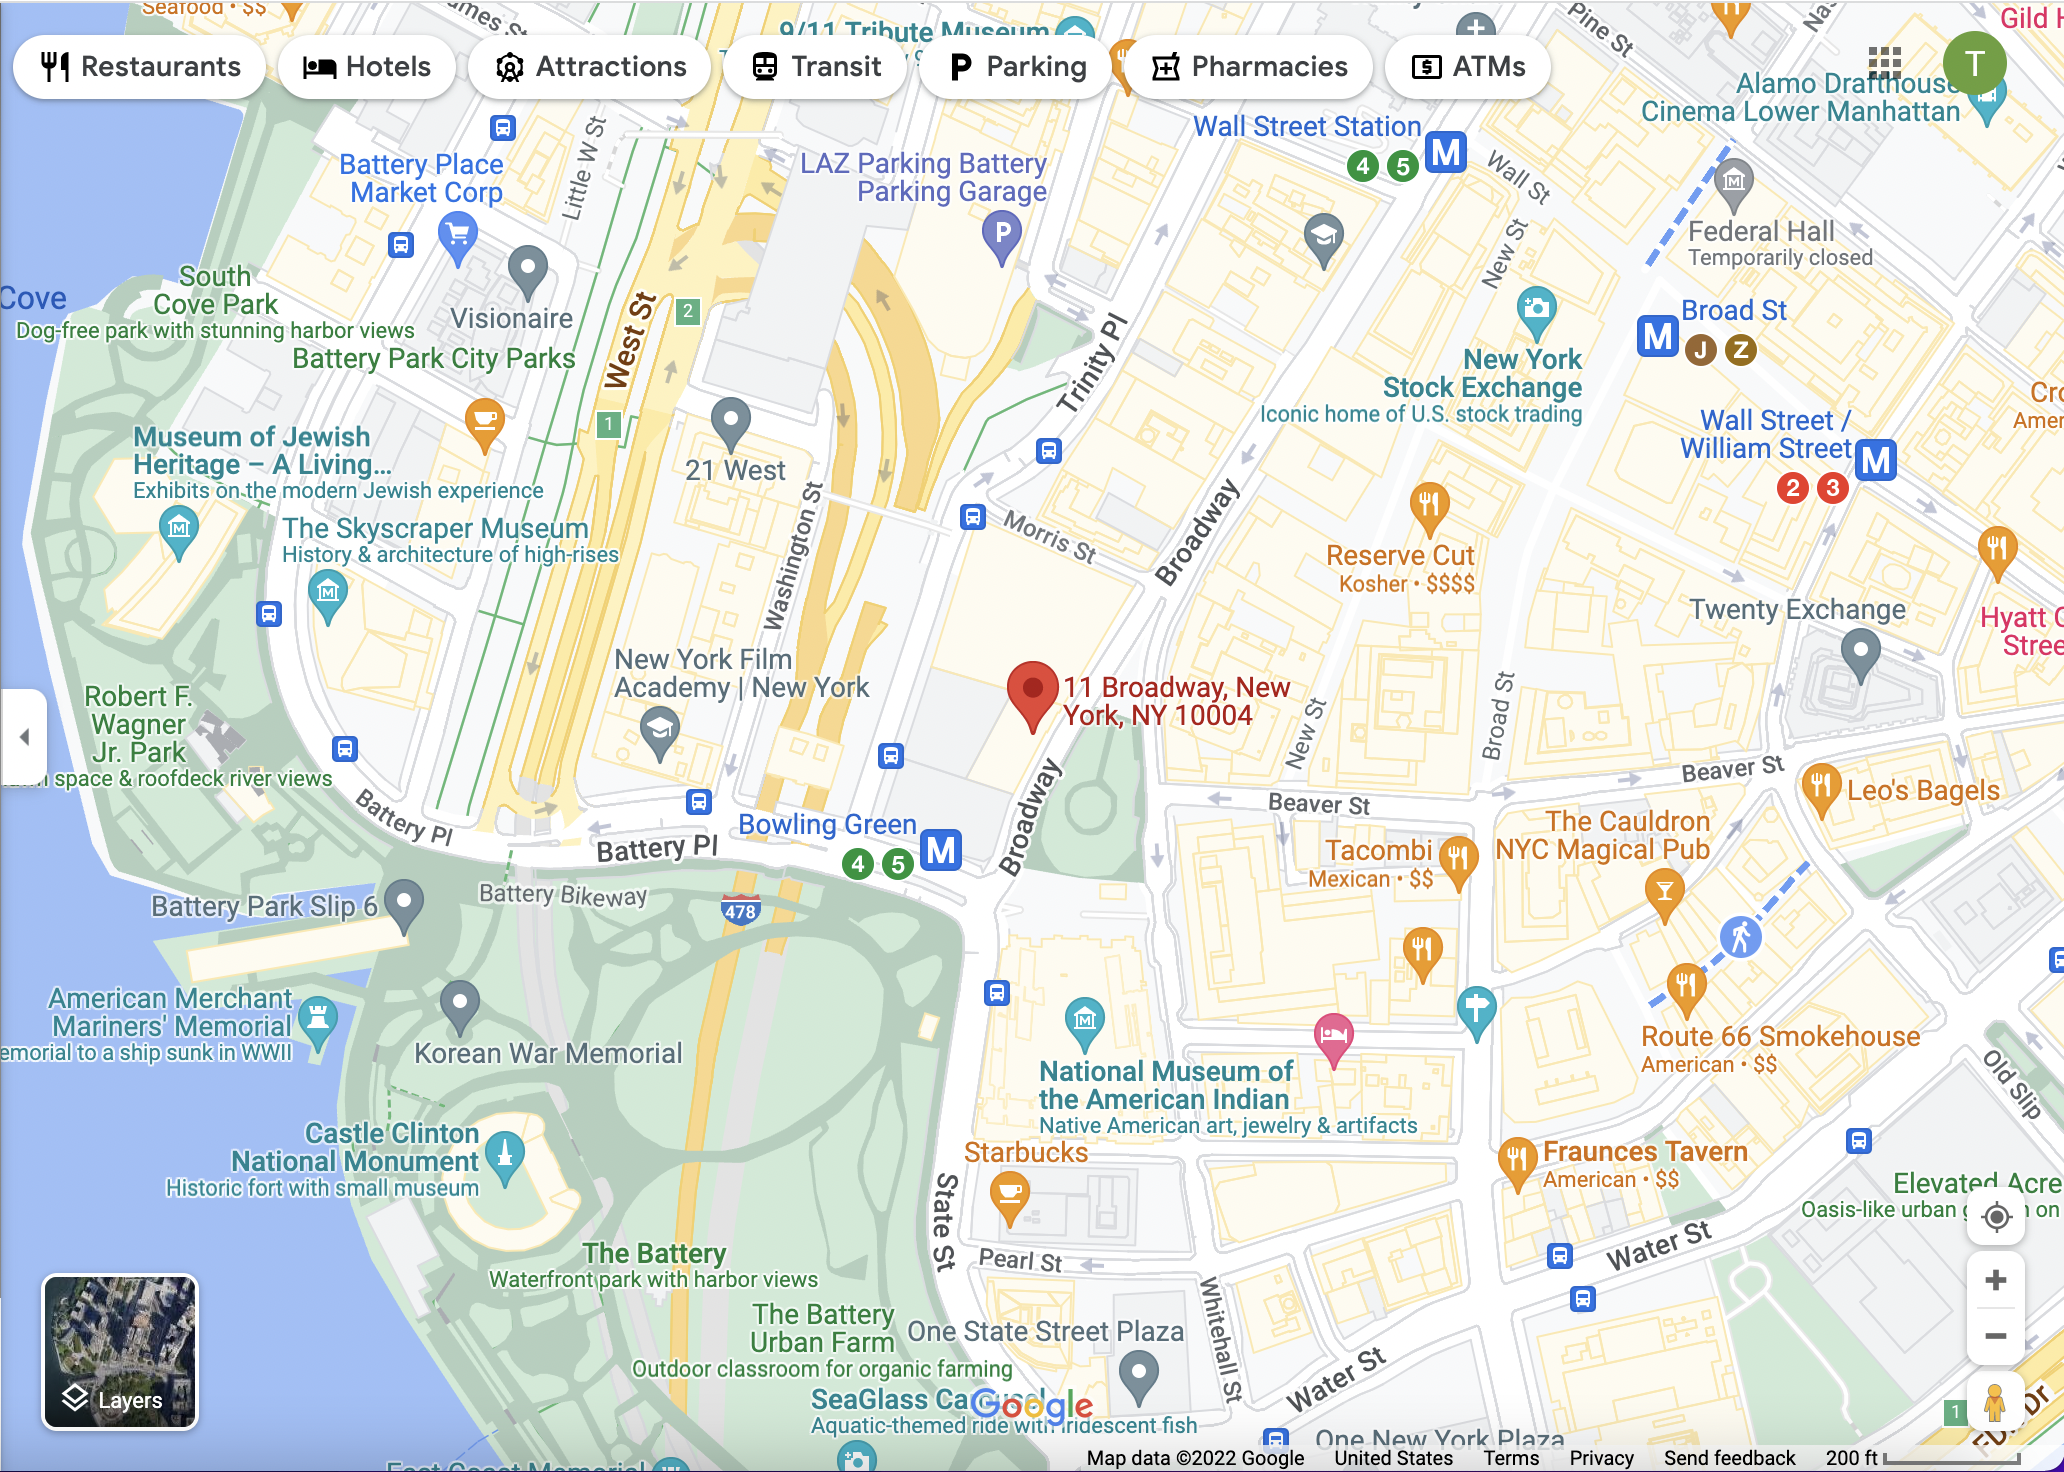 Seafood • $$
ames St
9/11 Tribute Museum
Pine St
Nas
Gild H
Restaurants
Hotels
Attractions
Transit
Parking
Pharmacies
ATMs
T
Alamo Drafthouse
Cinema Lower Manhattan
Wall Street Station
4 5 M
Battery Place
Market Corp
Little W St
LAZ Parking Battery
Parking Garage
P
Wall St
New St
Federal Hall
Temporarily closed
Cove
South
Cove Park
Dog-free park with stunning harbor views
Battery Park City Parks
Visionaire
West St
2
1
Trinity Pl
M Broad St
J Z
New York
Stock Exchange
Iconic home of U.S. stock trading
Cro
Amer
Wall Street /
William Street M
2 3
Museum of Jewish
Heritage – A Living...
Exhibits on the modern Jewish experience
21 West
Washington St
Morris St
Broadway
The Skyscraper Museum
History & architecture of high-rises
Reserve Cut
Kosher • $$$$
Twenty Exchange
Hyatt C
Stree
New York Film
Academy | New York
11 Broadway, New
York, NY 10004
New St
Broad St
Robert F.
Wagner
Jr. Park
n space & roofdeck river views
Battery Pl
Battery Pl
Bowling Green
4 5 M
Broadway
Beaver St
Beaver St
Leo's Bagels
The Cauldron
NYC Magical Pub
Tacombi
Mexican • $$
Battery Park Slip 6
Battery Bikeway
478
American Merchant
Mariners' Memorial
emorial to a ship sunk in WWII
Korean War Memorial
Route 66 Smokehouse
American • $$
Old Slip
National Museum of
the American Indian
Native American art, jewelry & artifacts
Castle Clinton
National Monument
Historic fort with small museum
Starbucks
Fraunces Tavern
American • $$
Elevated Acre
Oasis-like urban g n on
State St
Pearl St
Water St
Whitehall St
The Battery
Waterfront park with harbor views
The Battery
Urban Farm
Outdoor classroom for organic farming
One State Street Plaza
Water St
Layers
SeaGlass Carousel
Aquatic-themed ride with iridescent fish
Google
1
FDR Dr
One New York Plaza
East Coast Memorial
Map data ©2022 Google United States Terms Privacy Send feedback 200 ft